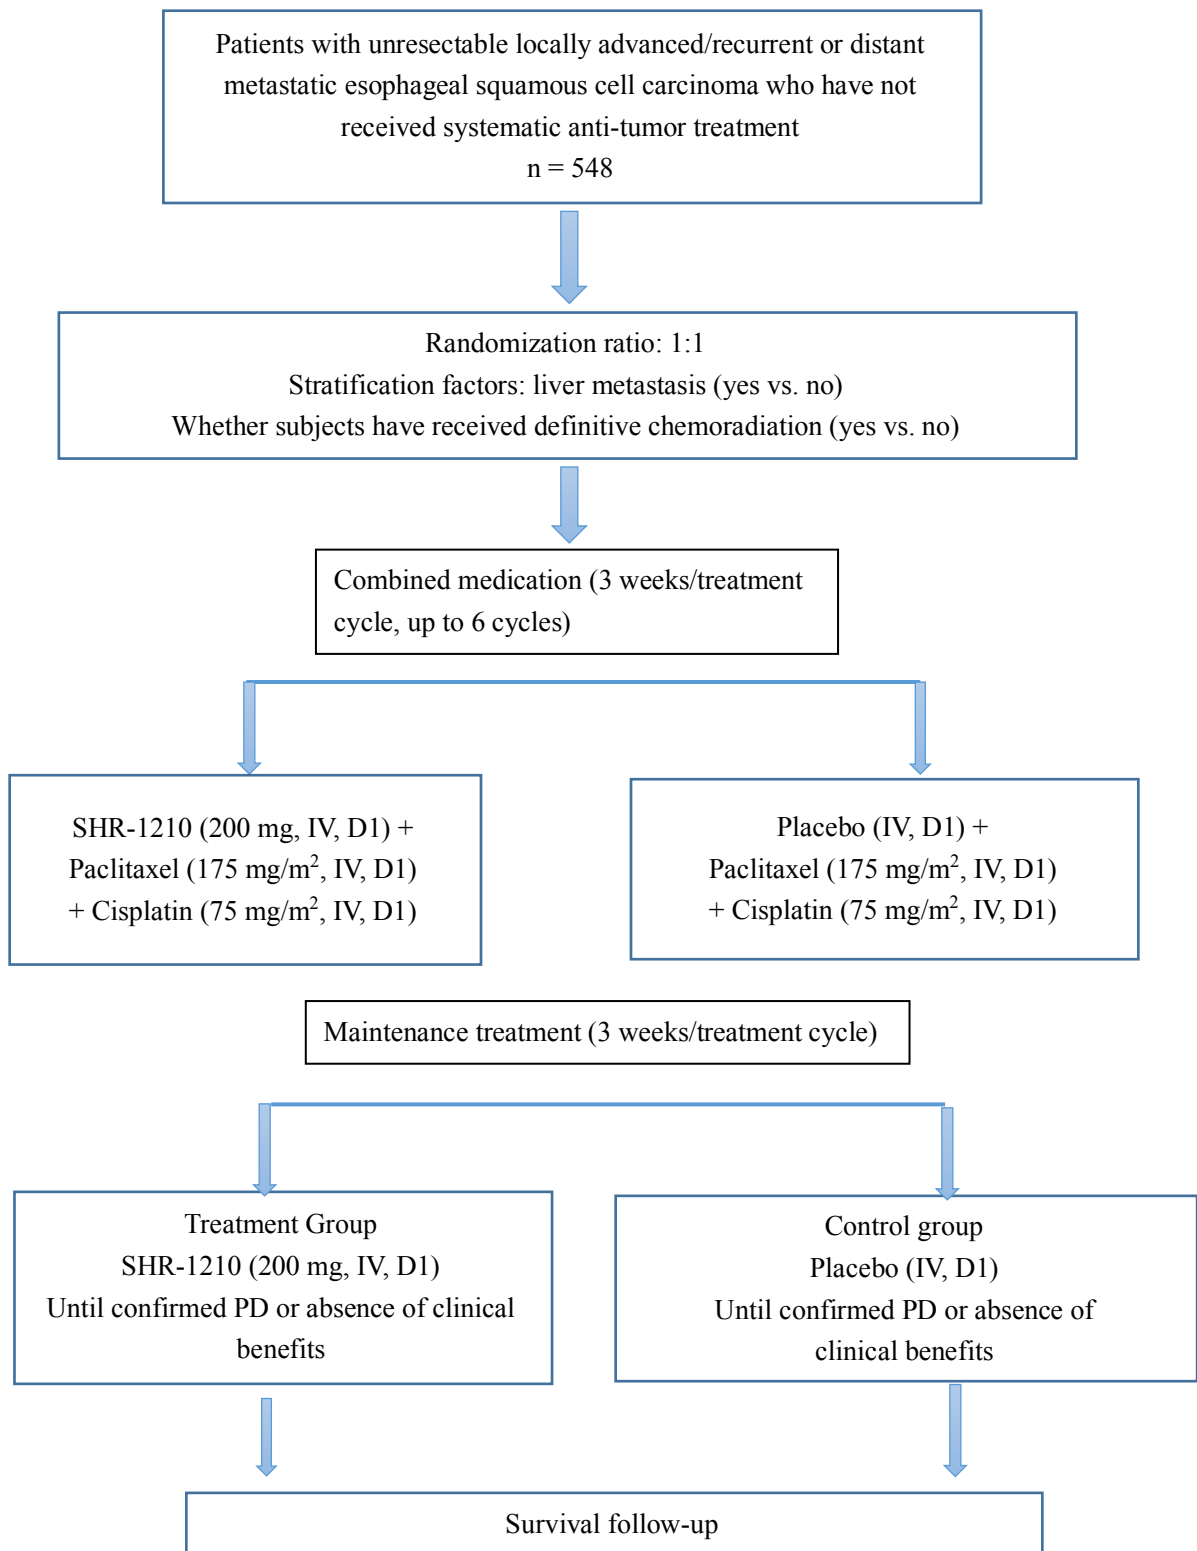 Patients with unresectable locally advanced/recurrent or distant
metastatic esophageal squamous cell carcinoma who have not
received systematic anti-tumor treatment
n = 548
Randomization ratio: 1:1
Stratification factors: liver metastasis (yes vs. no)
Whether subjects have received definitive chemoradiation (yes vs. no)
Combined medication (3 weeks/treatment
cycle, up to 6 cycles)
SHR-1210 (200 mg, IV, D1) +
Paclitaxel (175 mg/m², IV, D1)
+ Cisplatin (75 mg/m², IV, D1)
Placebo (IV, D1) +
Paclitaxel (175 mg/m², IV, D1)
+ Cisplatin (75 mg/m², IV, D1)
Maintenance treatment (3 weeks/treatment cycle)
Treatment Group
SHR-1210 (200 mg, IV, D1)
Until confirmed PD or absence of clinical
benefits
Control group
Placebo (IV, D1)
Until confirmed PD or absence of
clinical benefits
Survival follow-up